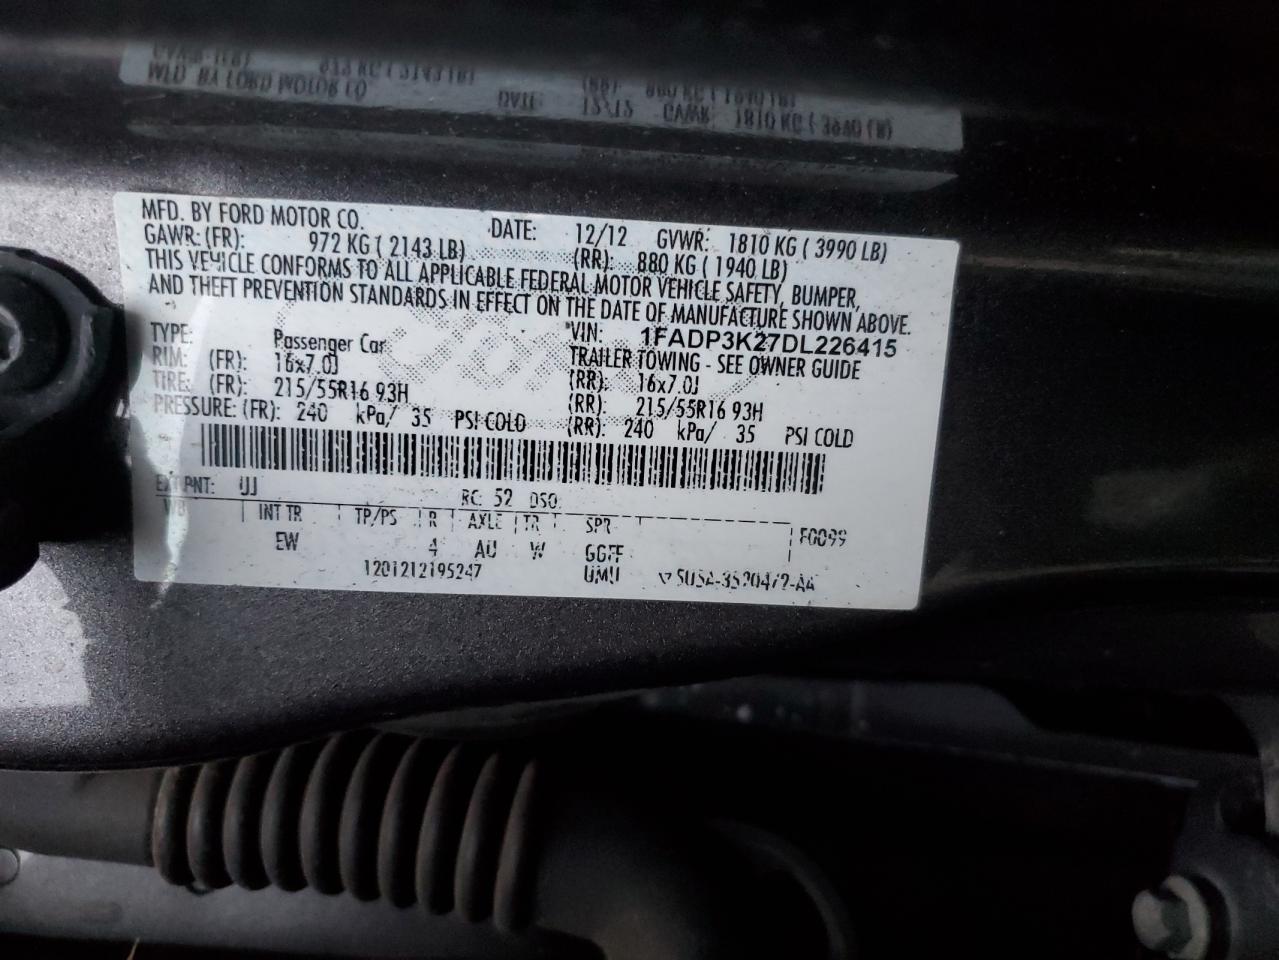 MFD. BY FORD MOTOR CO. DATE: 12/12 GVWR: 1810 KG ( 3990 LB)
GAWR: (FR): 972 KG ( 2143 LB) (RR): 880 KG ( 1940 LB)
THIS VEHICLE CONFORMS TO ALL APPLICABLE FEDERAL MOTOR VEHICLE SAFETY, BUMPER,
AND THEFT PREVENTION STANDARDS IN EFFECT ON THE DATE OF MANUFACTURE SHOWN ABOVE.
TYPE: Passenger Car VIN: 1FADP3K27DL226415
TRAILER TOWING - SEE OWNER GUIDE
RIM: (FR): 16x7.0J (RR): 16x7.0J
TIRE: (FR): 215/55R16 93H (RR): 215/55R16 93H
PRESSURE: (FR): 240 kPa/ 35 PSI COLD (RR): 240 kPa/ 35 PSI COLD
EXT PNT: UJ RC: 52 DSO:
WB INT TR TP/PS R AXLE TR SPR F0099
EW 4 AU W GGFF
1201212195247 UMU